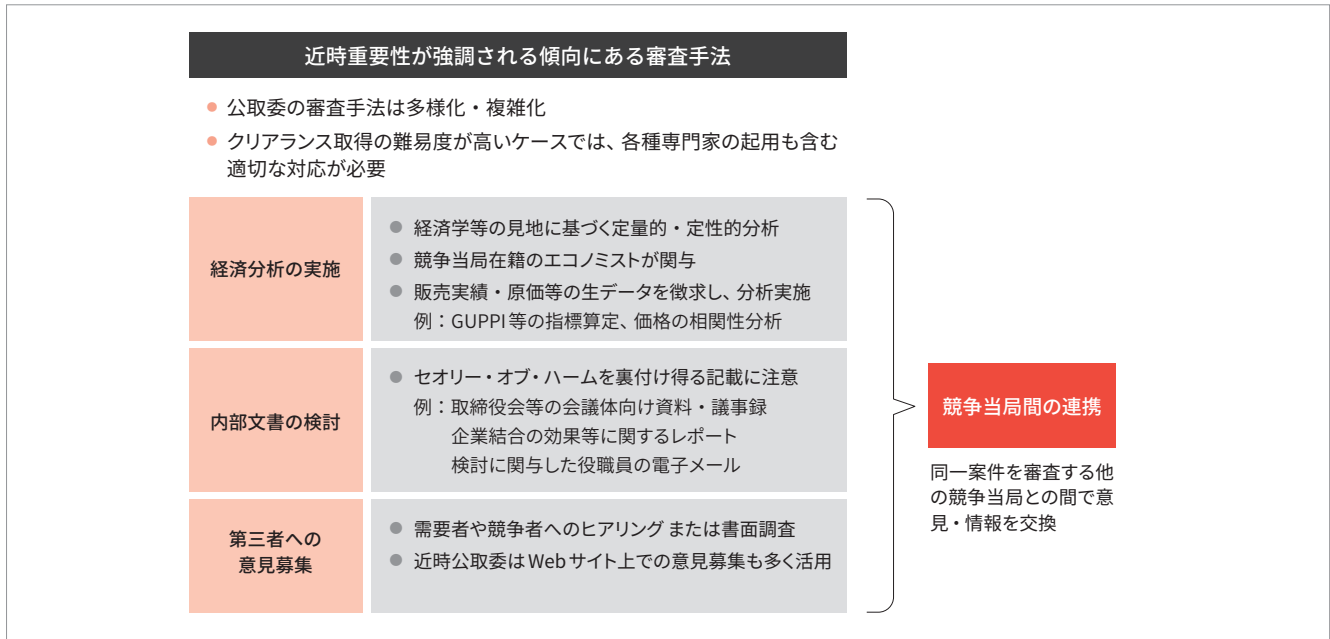 近時重要性が強調される傾向にある審査手法
● 公取委の審査手法は多様化・複雑化
● クリアランス取得の難易度が高いケースでは、各種専門家の起用も含む
適切な対応が必要
経済分析の実施
● 経済学等の見地に基づく定量的・定性的分析
● 競争当局在籍のエコノミストが関与
● 販売実績・原価等の生データを徴求し、分析実施
例：GUPPI等の指標算定、価格の相関性分析
内部文書の検討
● セオリー・オブ・ハームを裏付け得る記載に注意
例：取締役会等の会議体向け資料・議事録
企業結合の効果等に関するレポート
検討に関与した役職員の電子メール
第三者への
意見募集
● 需要者や競争者へのヒアリング または書面調査
● 近時公取委はWebサイト上での意見募集も多く活用
競争当局間の連携
同一案件を審査する他
の競争当局との間で意
見・情報を交換